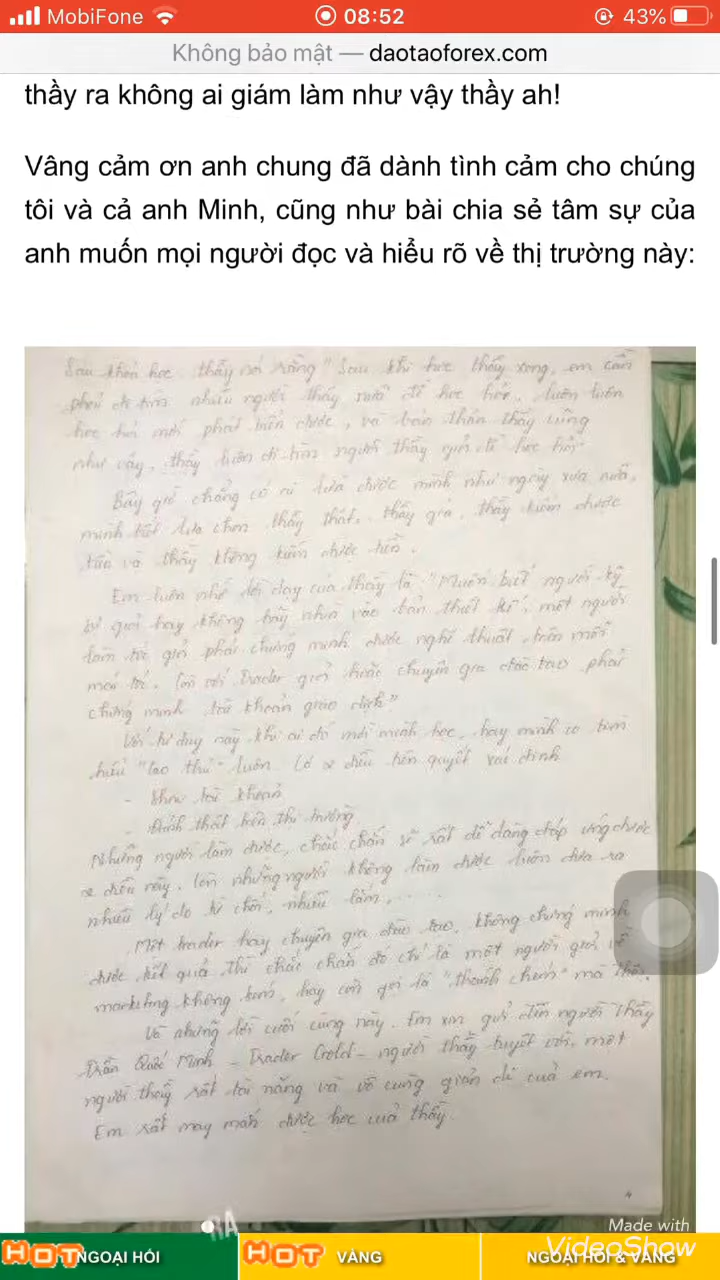 MobiFone 08:52 43%
Không bảo mật — daotaoforex.com
thầy ra không ai giám làm như vậy thầy ah!
Vâng cảm ơn anh chung đã dành tình cảm cho chúng
tôi và cả anh Minh, cũng như bài chia sẻ tâm sự của
anh muốn mọi người đọc và hiểu rõ về thị trường này:
Sau khoá học thầy nói rằng "Sau khi học thầy xong, em cần
phải đi tìm nhiều người thầy nữa để học hỏi, luôn luôn
học hỏi mới phát triển được, và bản thân thầy cũng
như vậy, thầy luôn đi tìm người thầy giỏi để học hỏi
Bây giờ chẳng có ai lừa được mình như ngày xưa nữa,
mình biết lựa chọn thầy thật, thầy giả, thầy kiếm được
tiền và thầy không kiếm được tiền.
Em luôn nhớ lời dạy của thầy là "Muốn biết người kỹ
sư giỏi hay không hãy nhìn vào bản thiết kế, một người
làm tóc giỏi phải chứng minh được nghệ thuật trên mỗi
mái tóc, còn với Trader giỏi hoặc chuyên gia đào tạo phải
chứng minh tài khoản giao dịch"
Với tư duy này khi ai đó mời mình học, hay mình có tìm
hiểu "cao thủ" luôn có 2 điều tiên quyết xác định
- Show tài khoản
- Đánh thật trên thị trường
Những người làm được, chắc chắn sẽ rất dễ dàng đáp ứng được
2 điều này, còn những người không làm được luôn đưa ra
nhiều lý do từ chối, nhiều lắm, .....
Một trader hay chuyên gia đào tạo, không chứng minh
được kết quả thì chắc chắn đó chỉ là một người giỏi về
marketing không hơn, hay còn gọi là "thánh chém" mà thôi.
Và những lời cuối cùng này, Em xin gửi đến người thầy
Trần Quốc Minh - Trader Gold - người thầy tuyệt vời, một
người thầy rất tài năng và vô cùng giản dị của em.
Em rất may mắn được học của thầy
4
Made with
VideoShow
HOT NGOẠI HỐI HOT VÀNG NGOẠI HỐI & VÀNG